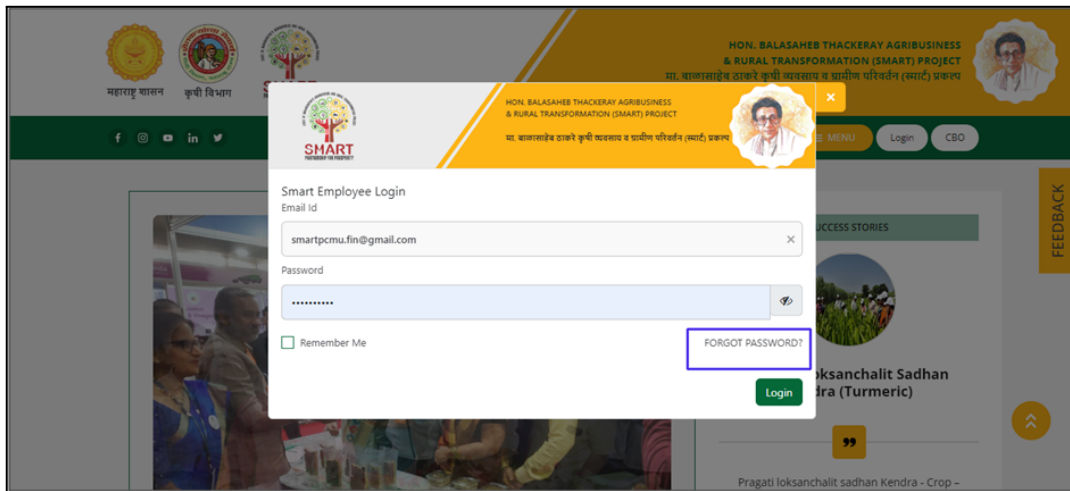 HON. BALASAHEB THACKERAY AGRIBUSINESS
& RURAL TRANSFORMATION (SMART) PROJECT
मा. बाळासाहेब ठाकरे कृषी व्यवसाय व ग्रामीण परिवर्तन (स्मार्ट) प्रकल्प
महाराष्ट्र शासन
कृषी विभाग
MENU
Login
CBO
HON. BALASAHEB THACKERAY AGRIBUSINESS
& RURAL TRANSFORMATION (SMART) PROJECT
मा. बाळासाहेब ठाकरे कृषी व्यवसाय व ग्रामीण परिवर्तन (स्मार्ट) प्रकल्प
SMART
Smart Employee Login
Email Id
smartpcmu.fin@gmail.com
Password
Remember Me
FORGOT PASSWORD?
Login
FEEDBACK
UCCESS STORIES
oksanchalit Sadhan
dra (Turmeric)
Pragati loksanchalit sadhan Kendra - Crop –